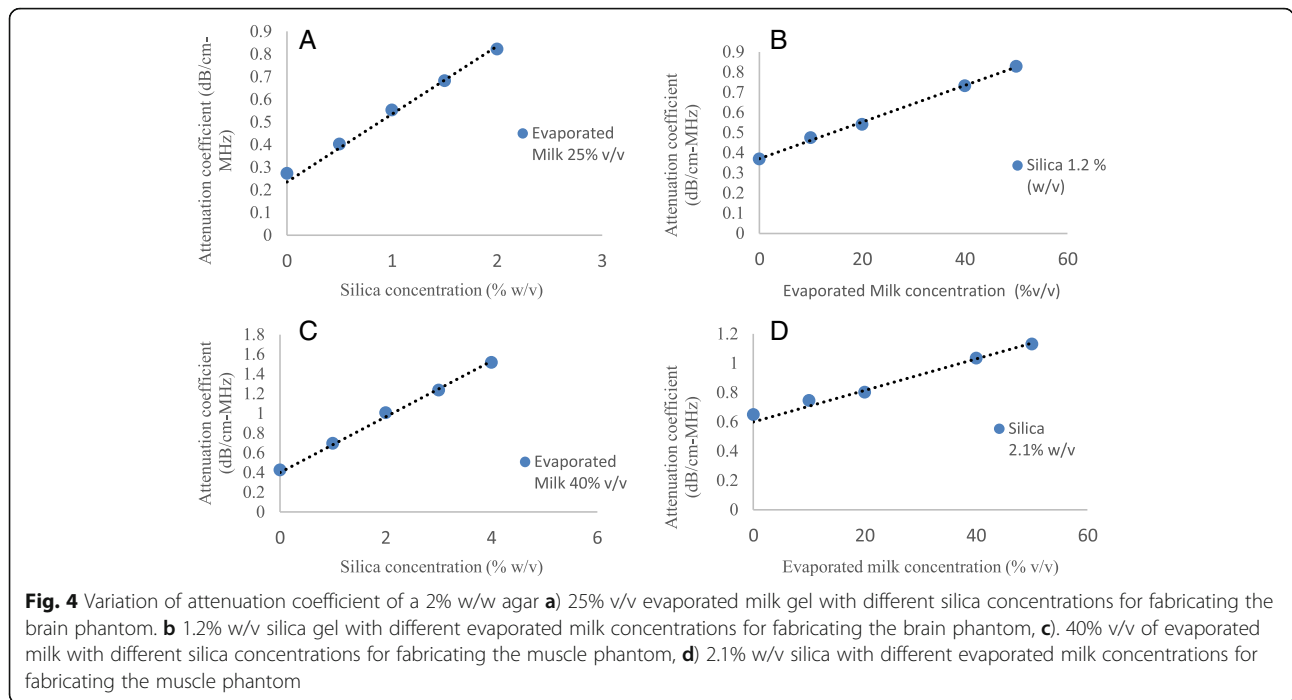 A
Attenuation coefficient (dB/cm-
MHz)
0.9
0.8
0.7
0.6
0.5
0.4
0.3
0.2
0.1
0
0 1 2 3
Silica concentration (% w/v)
Evaporated
Milk 25% v/v
B
Attenuation coefficient
(dB/cm-MHz)
0.9
0.8
0.7
0.6
0.5
0.4
0.3
0.2
0.1
0
0 20 40 60
Evaporated Milk concentration (%v/v)
Silica 1.2 %
(w/v)
C
Attenuation coefficient
(dB/cm-MHz)
1.8
1.6
1.4
1.2
1
0.8
0.6
0.4
0.2
0
0 2 4 6
Silica concentration (% w/v)
Evaporated
Milk 40% v/v
D
Attenuation coefficient
(dB/cm-MHz)
1.2
1
0.8
0.6
0.4
0.2
0
0 20 40 60
Evaporated milk concentration (% v/v)
Silica
2.1% w/v
Fig. 4 Variation of attenuation coefficient of a 2% w/w agar a) 25% v/v evaporated milk gel with different silica concentrations for fabricating the
brain phantom. b 1.2% w/v silica gel with different evaporated milk concentrations for fabricating the brain phantom, c). 40% v/v of evaporated
milk with different silica concentrations for fabricating the muscle phantom, d) 2.1% w/v silica with different evaporated milk concentrations for
fabricating the muscle phantom